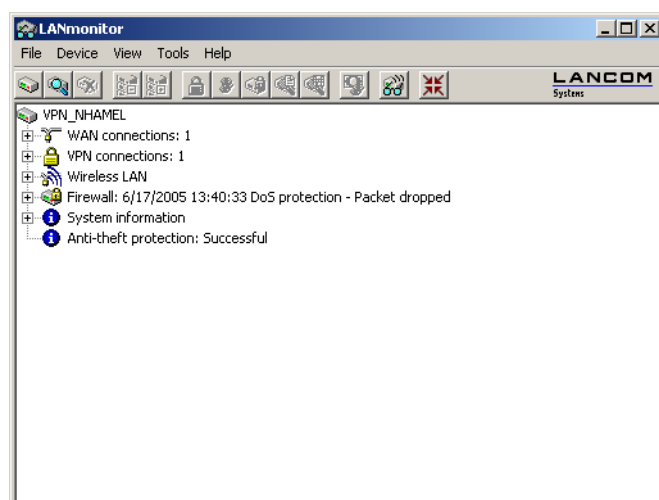 LANmonitor
File Device View Tools Help
LANCOM
Systems
VPN_NHAMEL
WAN connections: 1
VPN connections: 1
Wireless LAN
Firewall: 6/17/2005 13:40:33 DoS protection - Packet dropped
System information
Anti-theft protection: Successful